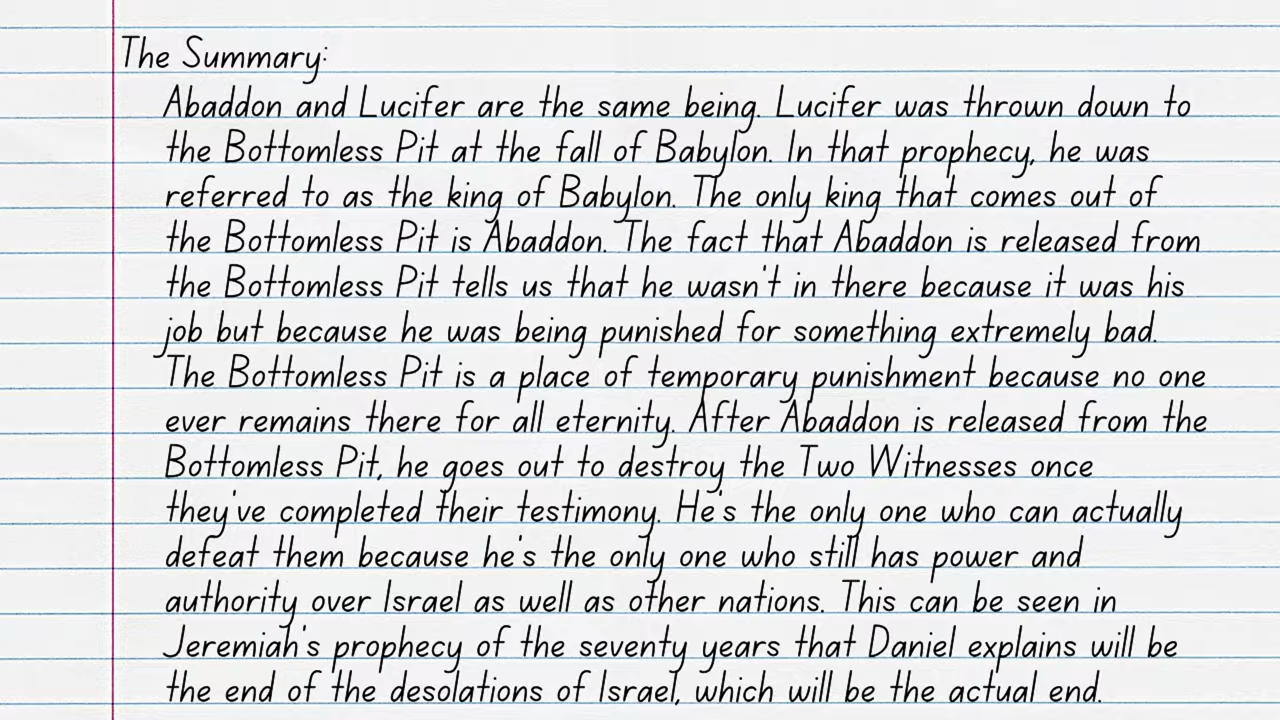 The Summary:
Abaddon and Lucifer are the same being. Lucifer was thrown down to
the Bottomless Pit at the fall of Babylon. In that prophecy, he was
referred to as the king of Babylon. The only king that comes out of
the Bottomless Pit is Abaddon. The fact that Abaddon is released from
the Bottomless Pit tells us that he wasn't in there because it was his
job but because he was being punished for something extremely bad.
The Bottomless Pit is a place of temporary punishment because no one
ever remains there for all eternity. After Abaddon is released from the
Bottomless Pit, he goes out to destroy the Two Witnesses once
they've completed their testimony. He's the only one who can actually
defeat them because he's the only one who still has power and
authority over Israel as well as other nations. This can be seen in
Jeremiah's prophecy of the seventy years that Daniel explains will be
the end of the desolations of Israel, which will be the actual end.